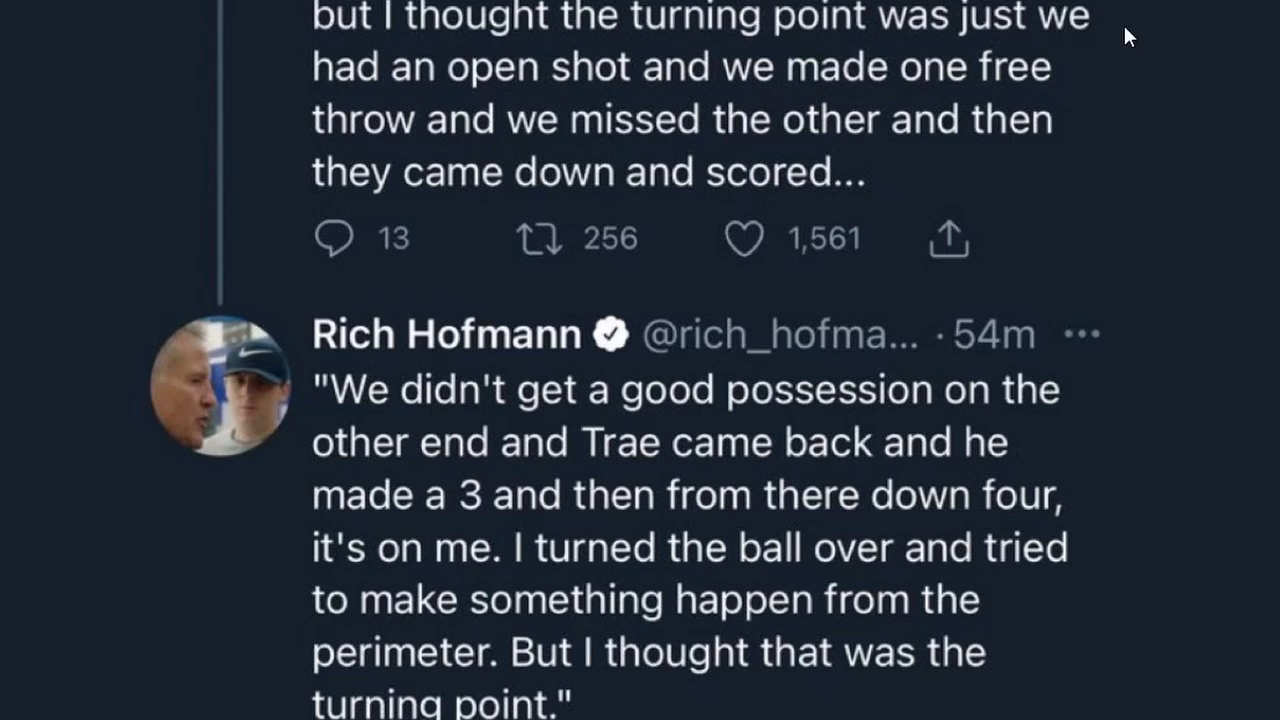 but I thought the turning point was just we
had an open shot and we made one free
throw and we missed the other and then
they came down and scored...
13 256 1,561
Rich Hofmann @rich_hofma... · 54m ...
"We didn't get a good possession on the
other end and Trae came back and he
made a 3 and then from there down four,
it's on me. I turned the ball over and tried
to make something happen from the
perimeter. But I thought that was the
turning point."